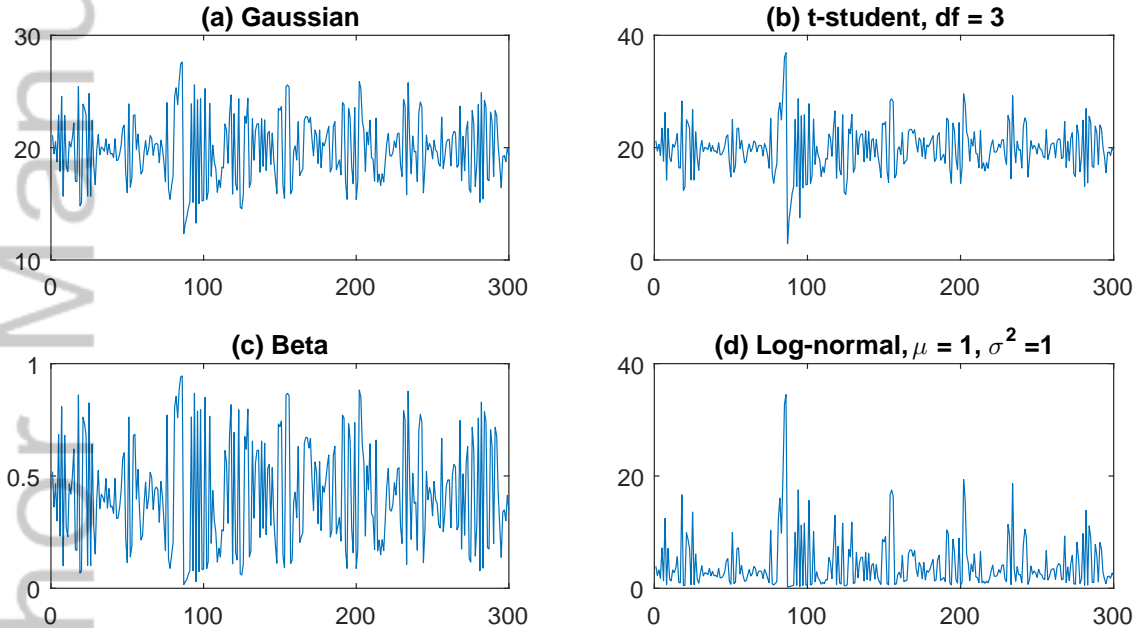 (a) Gaussian
30
20
10
0 100 200 300
(b) t-student, df = 3
40
20
0
0 100 200 300
(c) Beta
1
0.5
0
0 100 200 300
(d) Log-normal, μ = 1, σ² =1
40
20
0
0 100 200 300
hor Manu